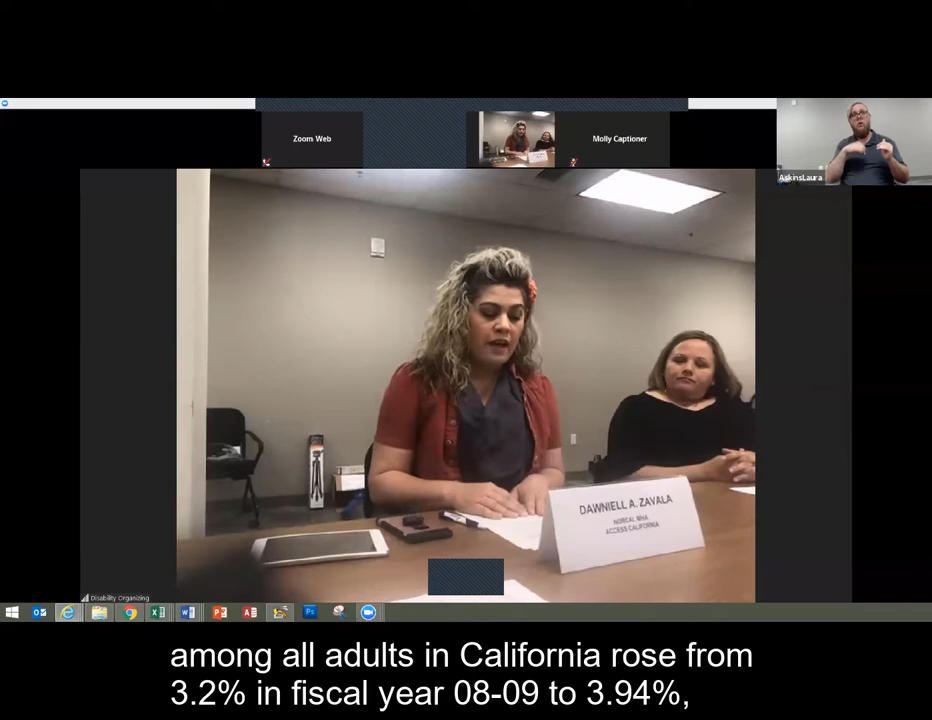 Zoom Web
Molly Captioner
AskinsLaura
DAWNIELL A. ZAVALA
NORCAL MHA
ACCESS CALIFORNIA
Disability Organizing
among all adults in California rose from
3.2% in fiscal year 08-09 to 3.94%,